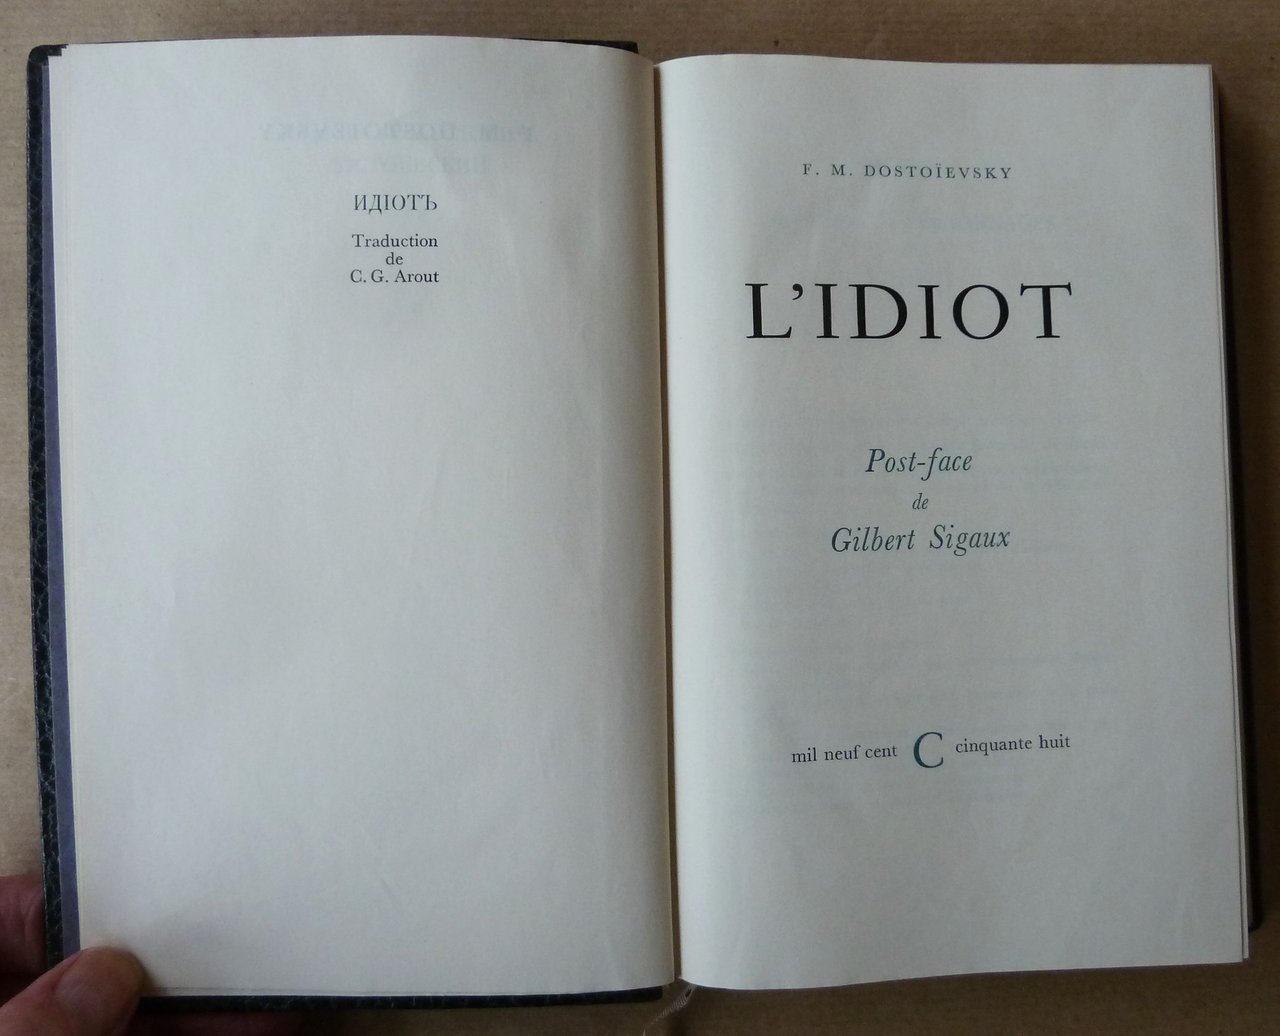 ИДІОТЪ
Traduction
de
C. G. Arout
F. M. DOSTOÏEVSKY
L’IDIOT
Post-face
de
Gilbert Sigaux
mil neuf cent C cinquante huit